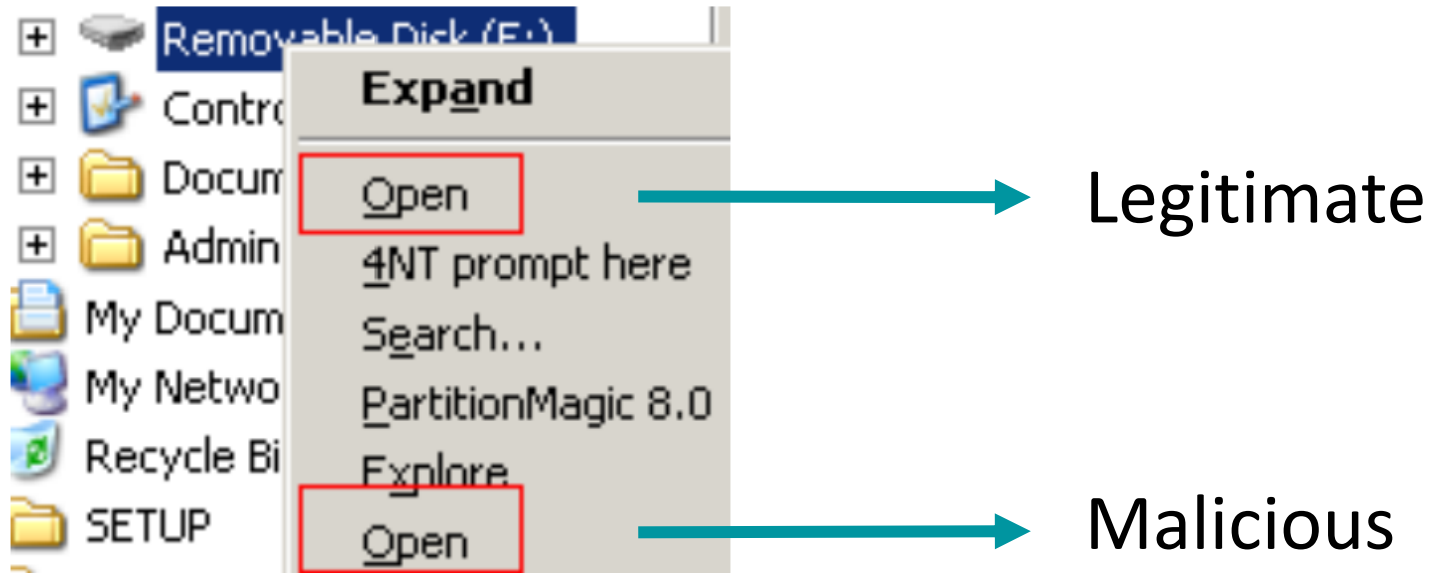 Removable Disk (E:)
Expand
Contro
Docum
Open
Legitimate
Admin
4NT prompt here
My Docum
Search...
My Netwo
PartitionMagic 8.0
Recycle Bi
Explore
SETUP
Open
Malicious